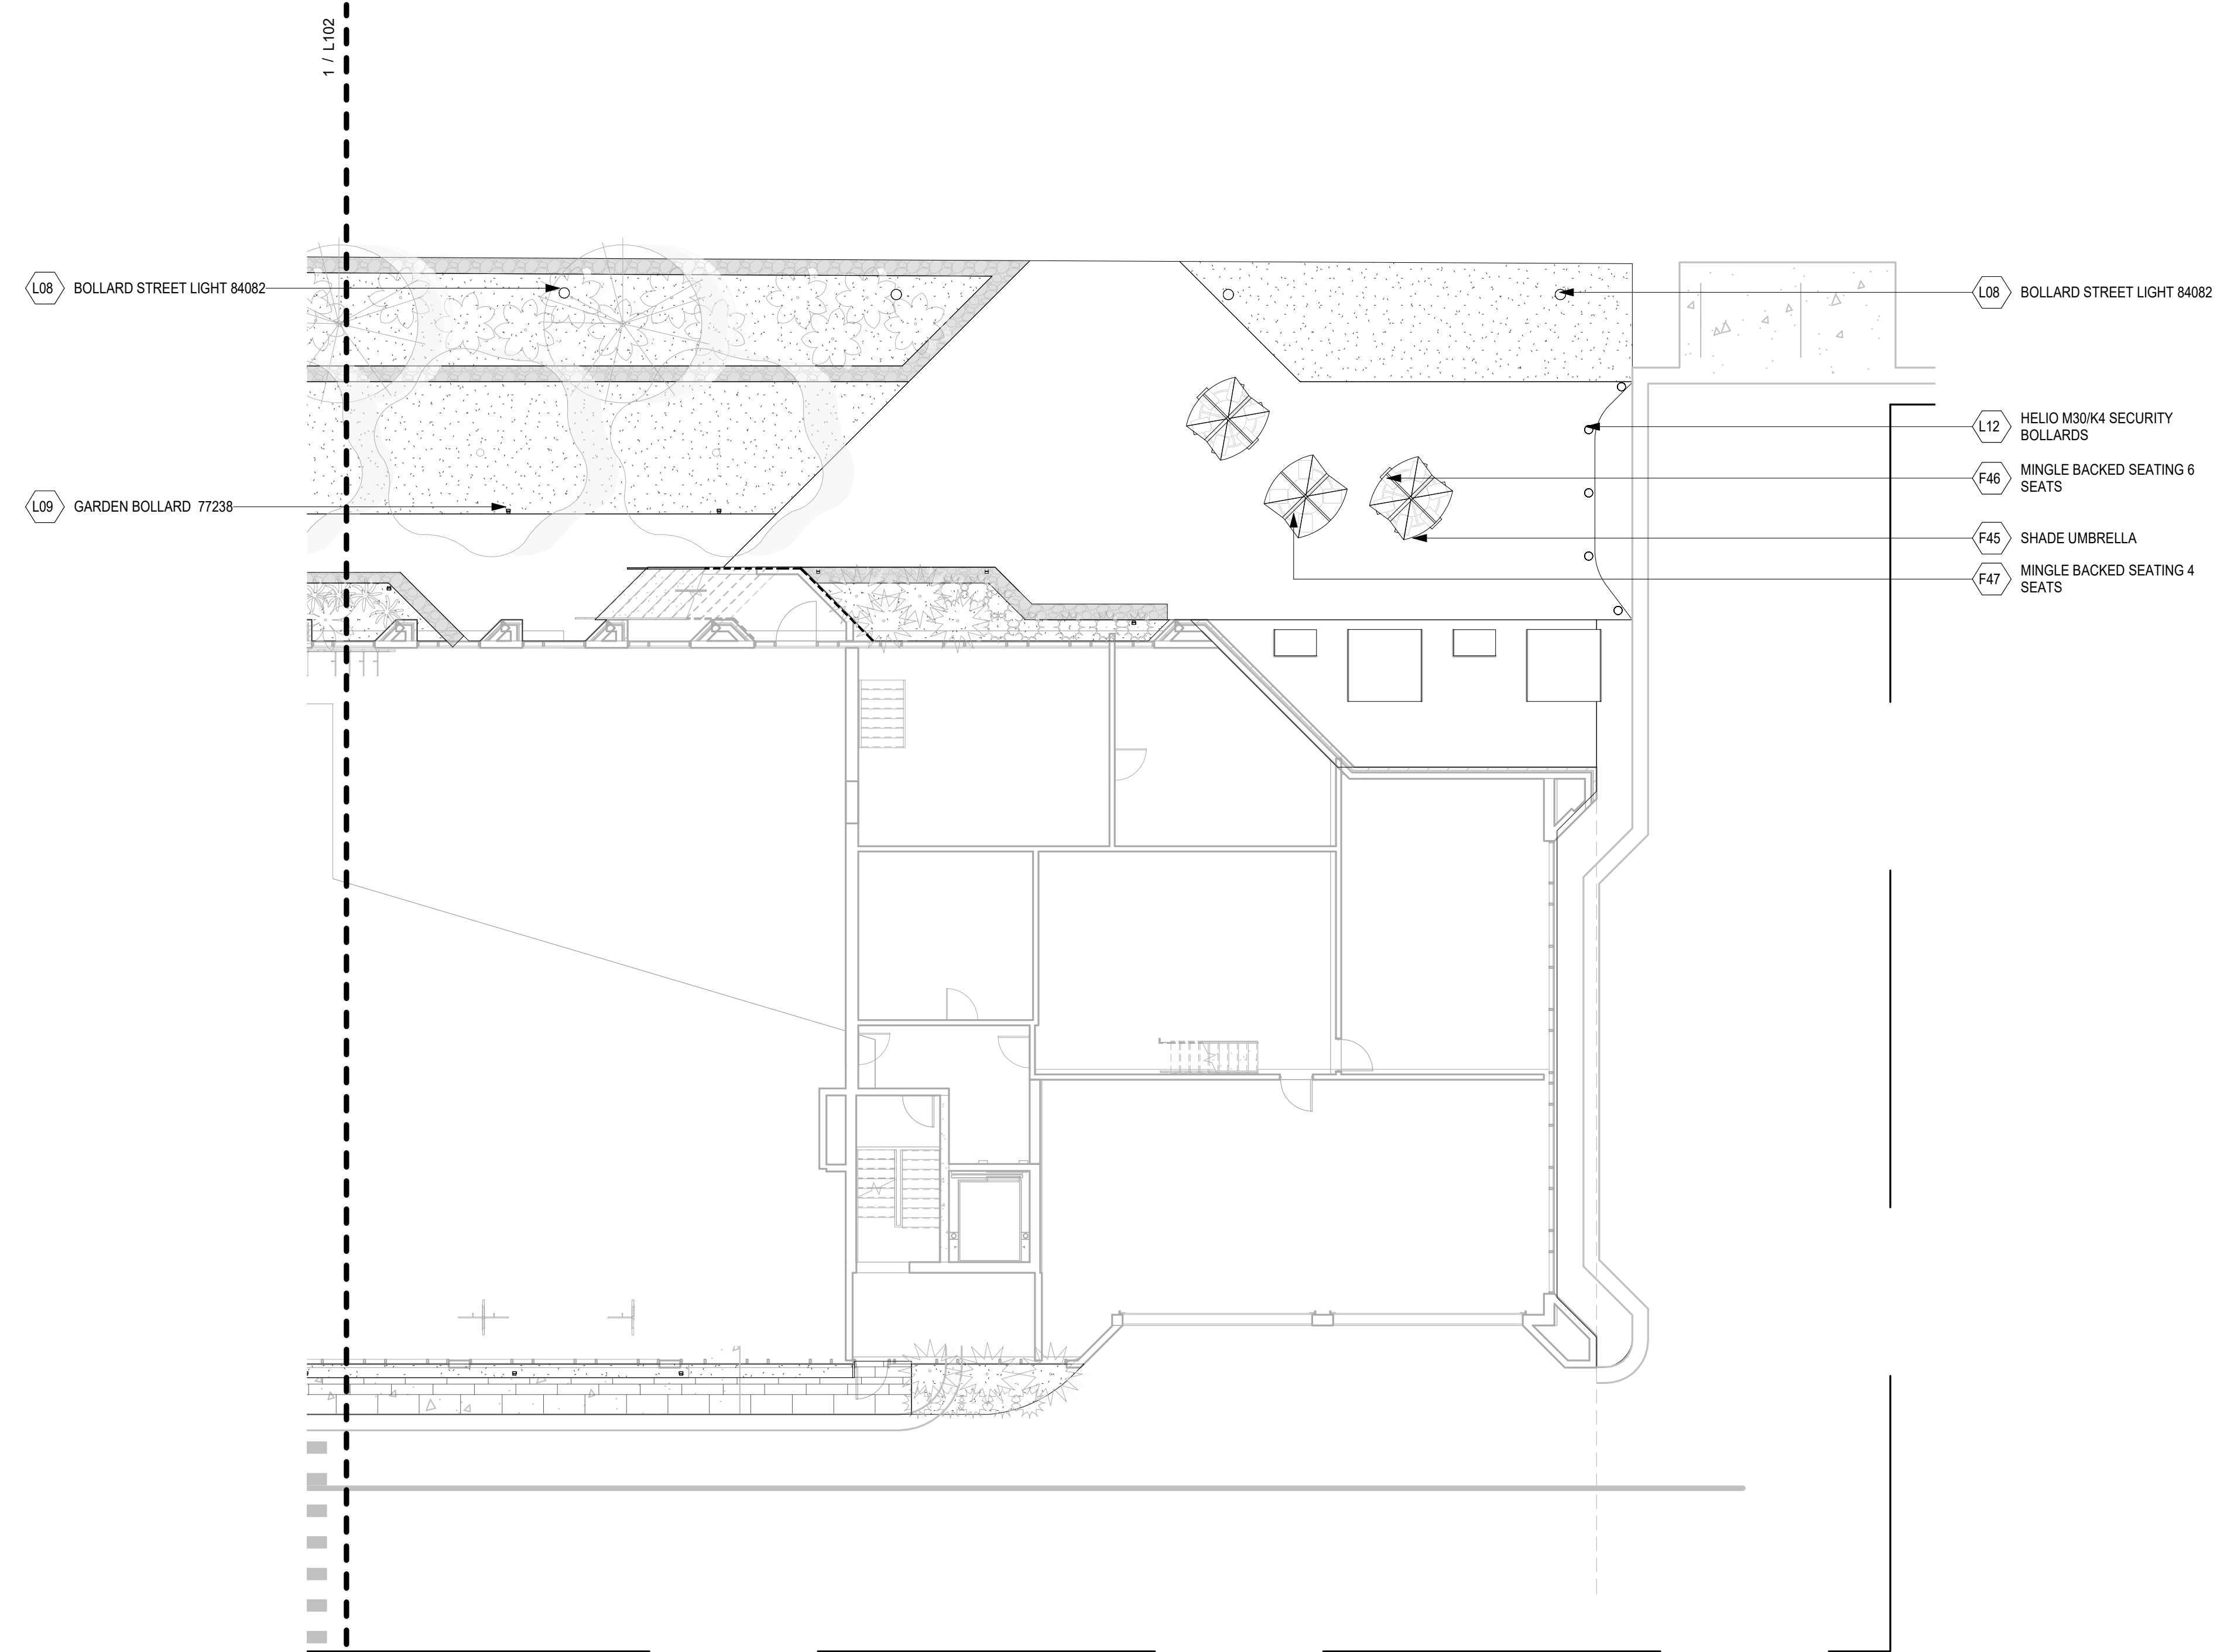 1 / L102
L08 BOLLARD STREET LIGHT 84082
L08 BOLLARD STREET LIGHT 84082
L12 HELIO M30/K4 SECURITY
BOLLARDS
F46 MINGLE BACKED SEATING 6
SEATS
L09 GARDEN BOLLARD 77238
F45 SHADE UMBRELLA
F47 MINGLE BACKED SEATING 4
SEATS